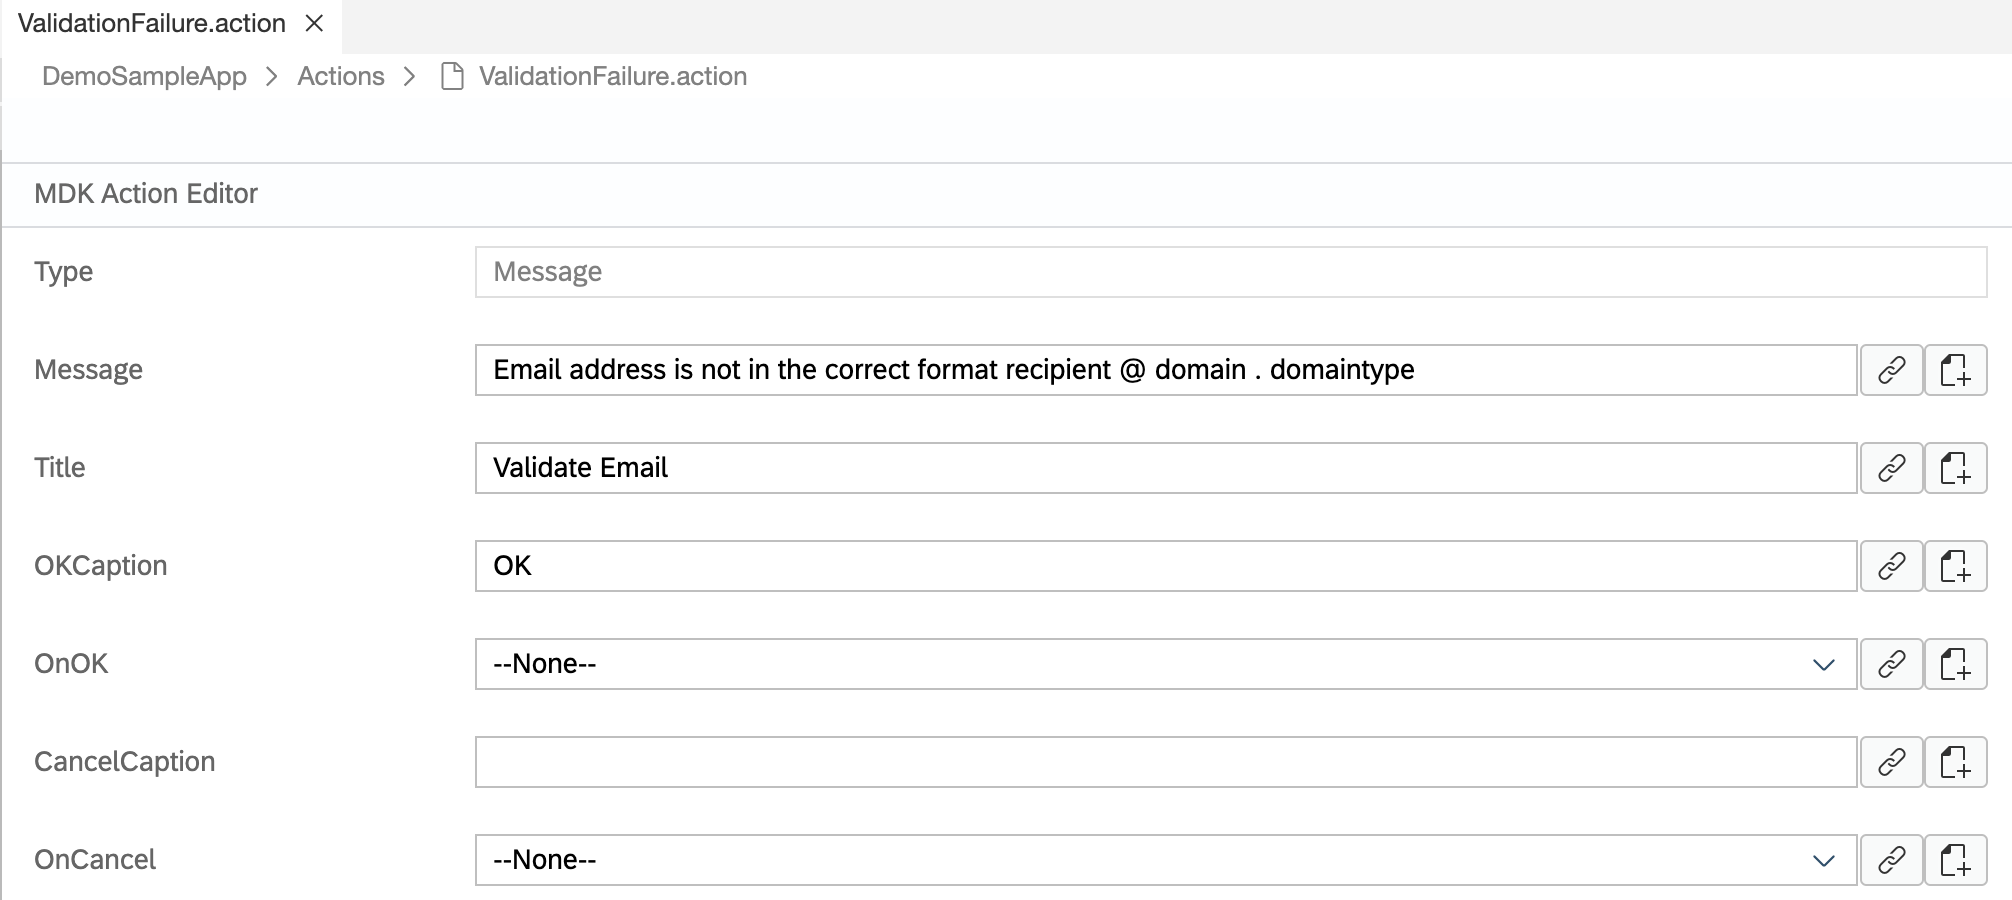 ValidationFailure.action
DemoSampleApp > Actions > ValidationFailure.action
MDK Action Editor
Type Message
Message Email address is not in the correct format recipient @ domain . domaintype
Title Validate Email
OKCaption OK
OnOK --None--
CancelCaption
OnCancel --None--